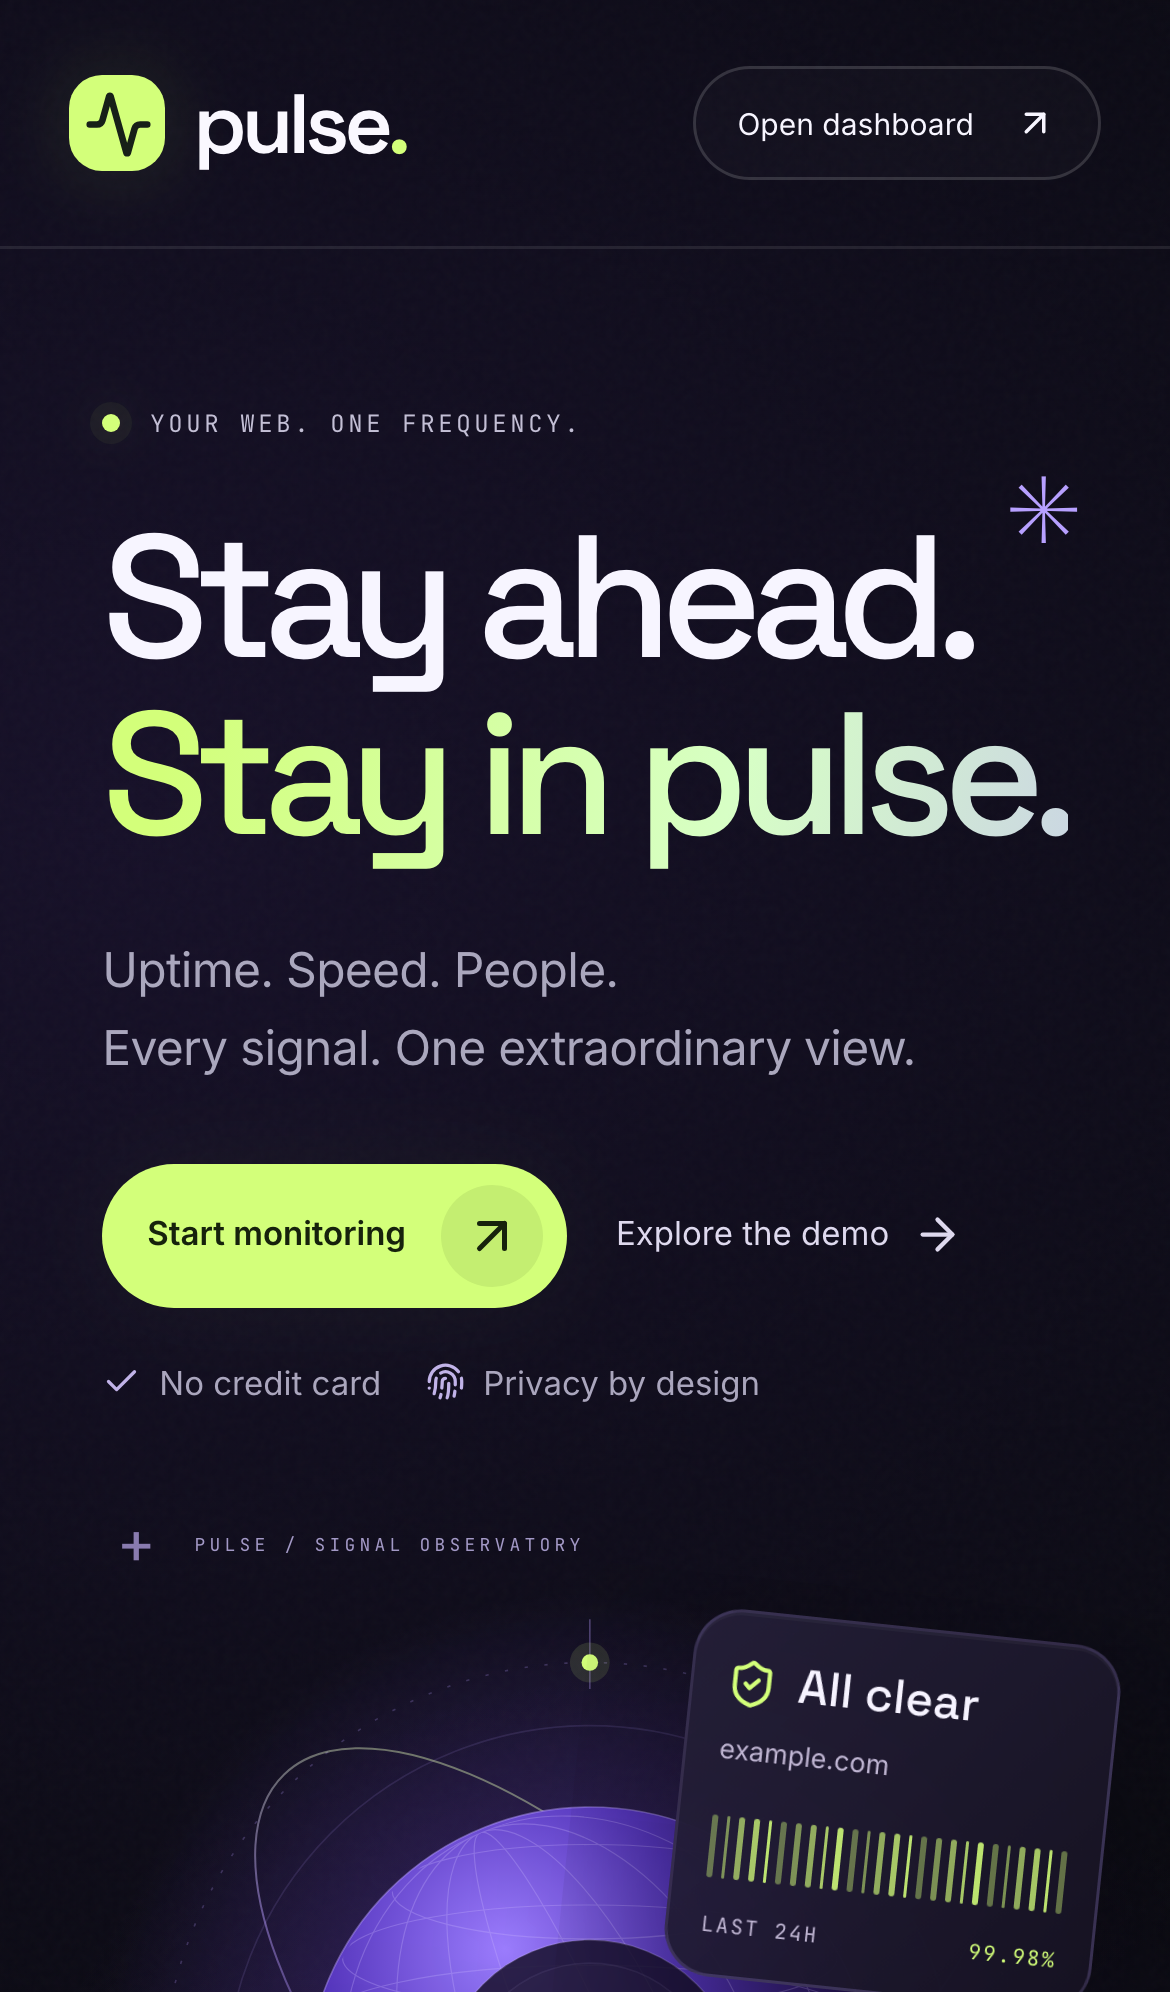 pulse.
Open dashboard
YOUR WEB. ONE FREQUENCY.
Stay ahead.
Stay in pulse.
Uptime. Speed. People.
Every signal. One extraordinary view.
Start monitoring
Explore the demo
No credit card
Privacy by design
PULSE / SIGNAL OBSERVATORY
All clear
example.com
LAST 24H
99.98%